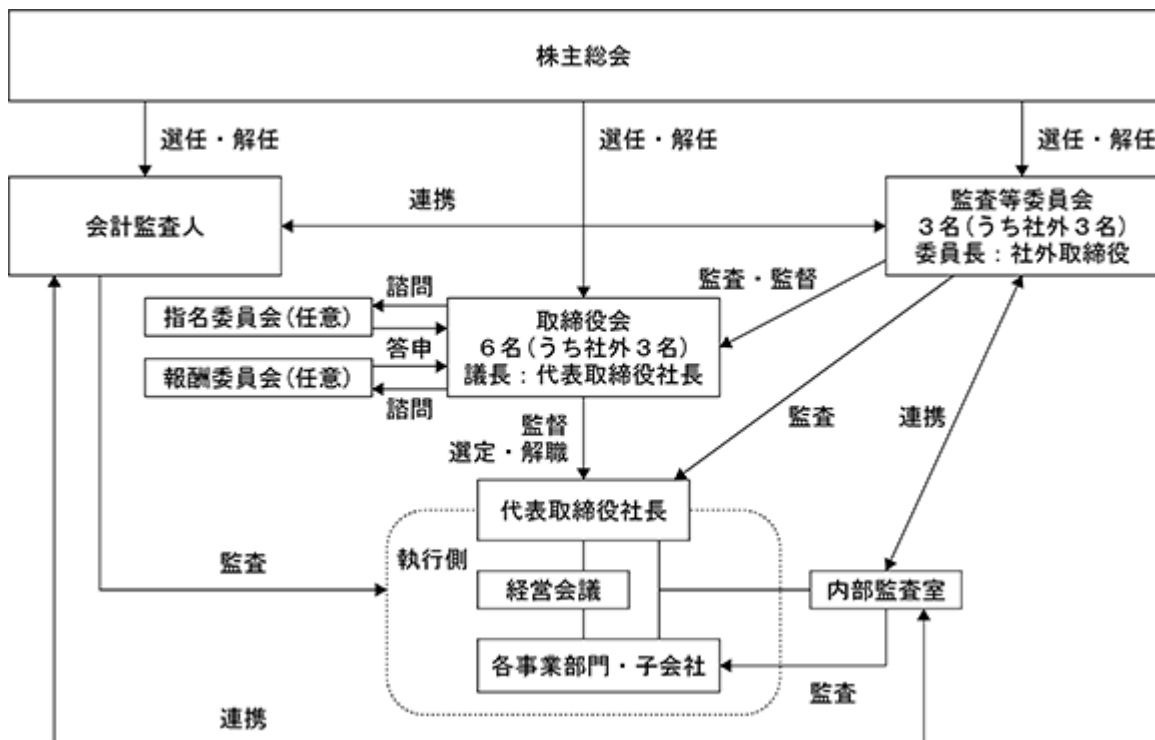 株主総会
選任・解任
選任・解任
選任・解任
会計監査人
連携
監査等委員会
3名(うち社外3名)
委員長:社外取締役
監査・監督
諮問
指名委員会(任意)
答申
報酬委員会(任意)
諮問
取締役会
6名(うち社外3名)
議長:代表取締役社長
監督
選定・解職
監査
連携
代表取締役社長
執行側
監査
経営会議
内部監査室
各事業部門・子会社
監査
連携